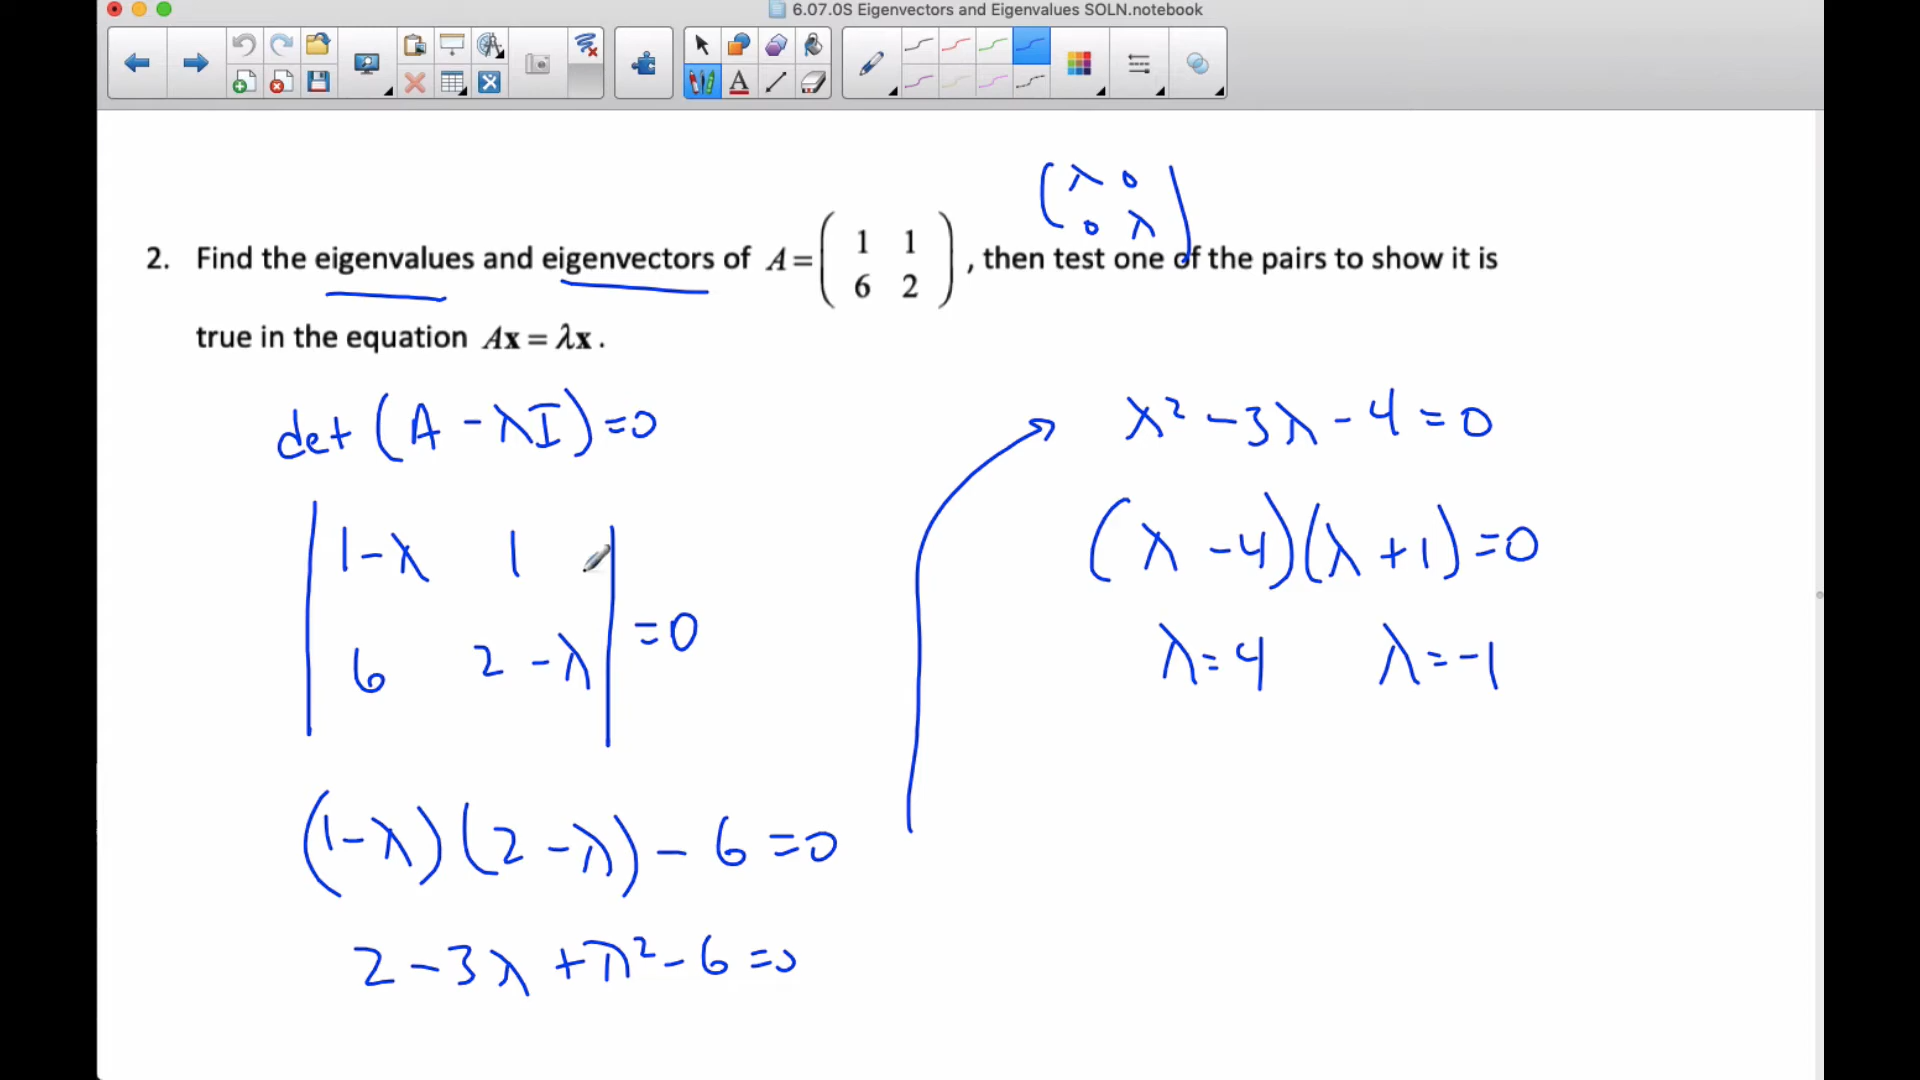 6.07.0S Eigenvectors and Eigenvalues SOLN.notebook
(λ 0
0 λ)
2. Find the eigenvalues and eigenvectors of A = ( 1 1
6 2 ) , then test one of the pairs to show it is
true in the equation Ax = λx .
det (A - λI) = 0
| 1-λ 1
6 2-λ | = 0
(1-λ)(2-λ) - 6 = 0
2 - 3λ + λ² - 6 = 0
λ² - 3λ - 4 = 0
(λ - 4)(λ + 1) = 0
λ = 4 λ = -1